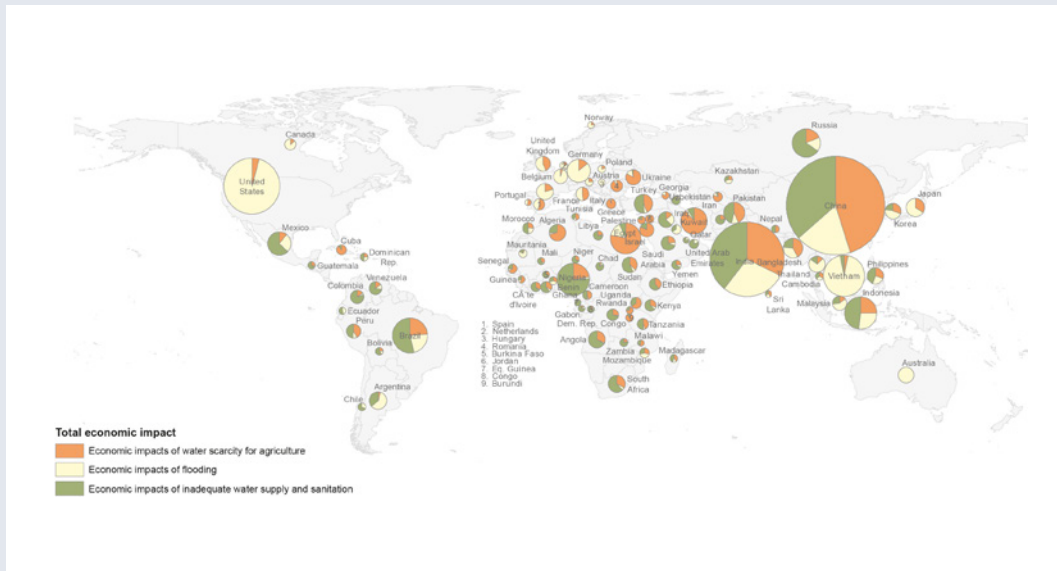 Norway
Russia
Canada
United
Kingdom
Germany
Poland
Kazakhstan
Belgium
Austria
Ukraine
United
States
Turkey
Georgia
Portugal
France
Italy
Uzbekistan
Pakistan
Japan
Tunisia
Greece
Iran
China
Morocco
Algeria
Palestine
Iraq
Kuwait
Nepal
Korea
Mexico
Libya
Egypt
Israel
Qatar
Cuba
Mauritania
Niger
Saudi
Arabia
United Arab
Emirates
India
Bangladesh
Dominican
Rep.
Mali
Chad
Thailand
Vietnam
Philippines
Guatemala
Senegal
Sudan
Yemen
Cambodia
Venezuela
Nigeria
Ethiopia
Colombia
Guinea
Benin
Cameroon
Sri
Lanka
Malaysia
Indonesia
CÃ´te
d'Ivoire
Ghana
Uganda
Kenya
Ecuador
Gabon
Rwanda
Peru
Dem. Rep. Congo
Tanzania
Brazil
Angola
Malawi
Bolivia
Zambia
Mozambique
Madagascar
Australia
Argentina
South
Africa
Chile
1. Spain
2. Netherlands
3. Hungary
4. Romania
5. Burkina Faso
6. Jordan
7. Eq. Guinea
8. Congo
9. Burundi
Total economic impact
Economic impacts of water scarcity for agriculture
Economic impacts of flooding
Economic impacts of inadequate water supply and sanitation